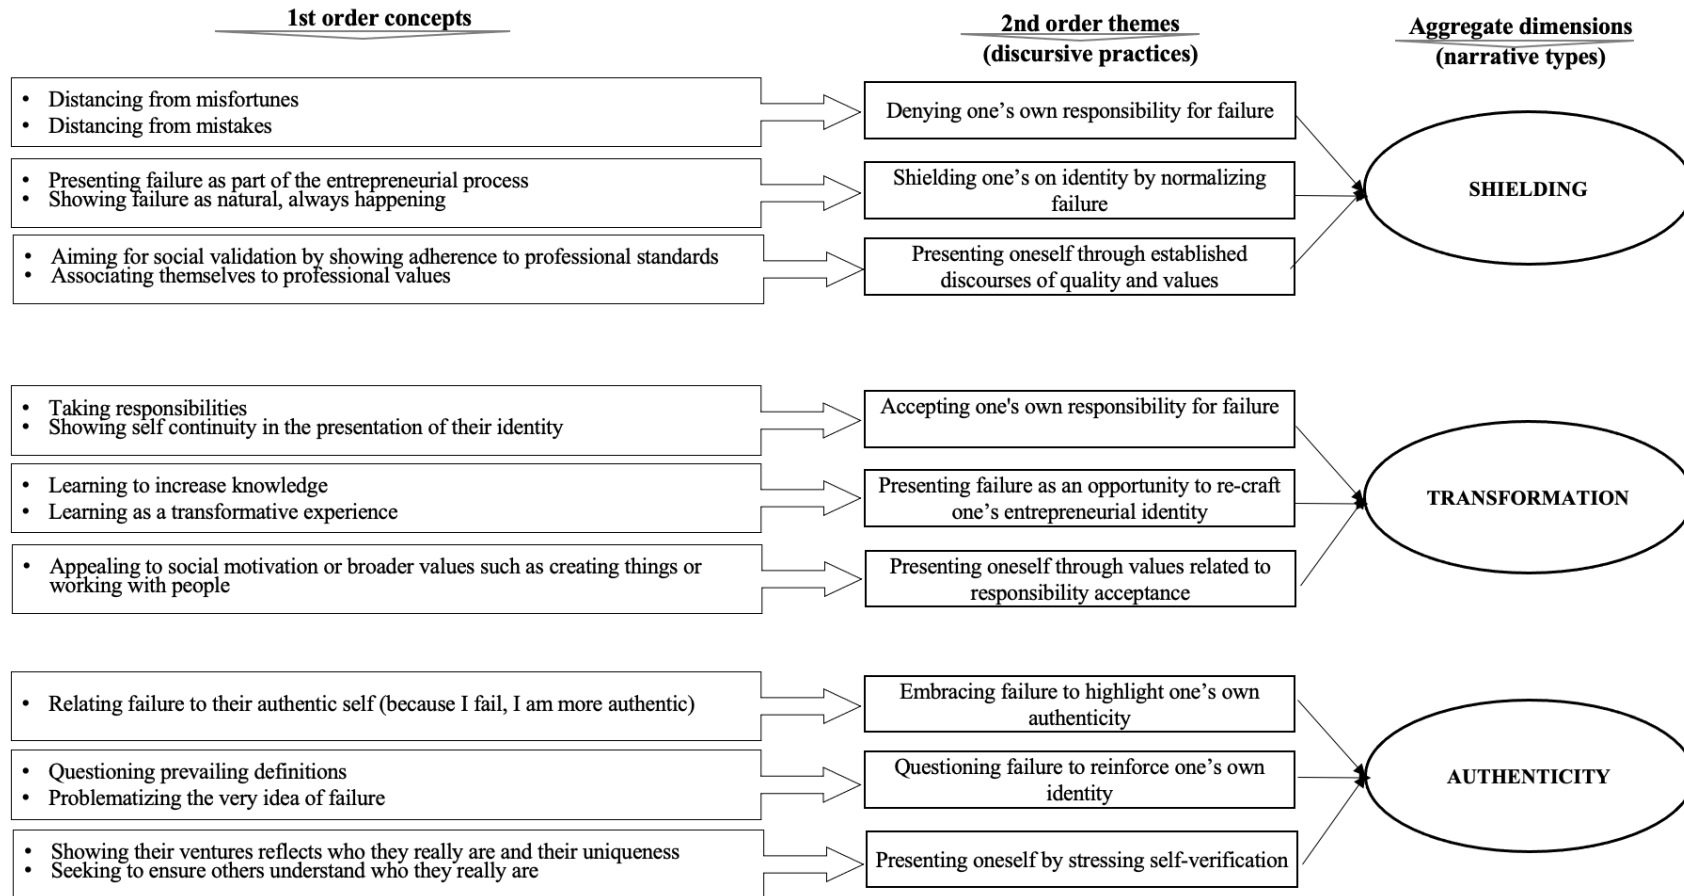 1st order concepts
2nd order themes
(discursive practices)
Aggregate dimensions
(narrative types)
• Distancing from misfortunes
• Distancing from mistakes
Denying one’s own responsibility for failure
• Presenting failure as part of the entrepreneurial process
• Showing failure as natural, always happening
Shielding one’s on identity by normalizing
failure
SHIELDING
• Aiming for social validation by showing adherence to professional standards
• Associating themselves to professional values
Presenting oneself through established
discourses of quality and values
• Taking responsibilities
• Showing self continuity in the presentation of their identity
Accepting one's own responsibility for failure
• Learning to increase knowledge
• Learning as a transformative experience
Presenting failure as an opportunity to re-craft
one’s entrepreneurial identity
TRANSFORMATION
• Appealing to social motivation or broader values such as creating things or
working with people
Presenting oneself through values related to
responsibility acceptance
• Relating failure to their authentic self (because I fail, I am more authentic)
Embracing failure to highlight one’s own
authenticity
• Questioning prevailing definitions
• Problematizing the very idea of failure
Questioning failure to reinforce one’s own
identity
AUTHENTICITY
• Showing their ventures reflects who they really are and their uniqueness
• Seeking to ensure others understand who they really are
Presenting oneself by stressing self-verification